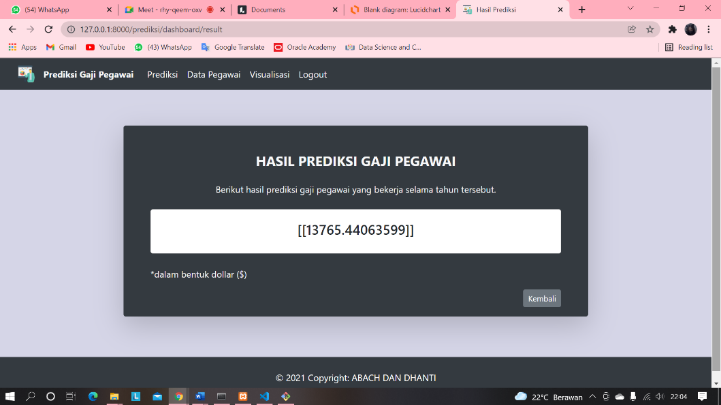 (54) WhatsApp
Meet - rhy-qeem-oxv
Documents
Blank diagram: Lucidchart
Hasil Prediksi
127.0.0.1:8000/prediksi/dashboard/result
Apps Gmail YouTube (43) WhatsApp Google Translate Oracle Academy Data Science and C... Reading list
Prediksi Gaji Pegawai Prediksi Data Pegawai Visualisasi Logout
HASIL PREDIKSI GAJI PEGAWAI
Berikut hasil prediksi gaji pegawai yang bekerja selama tahun tersebut.
[[13765.44063599]]
*dalam bentuk dollar ($)
Kembali
© 2021 Copyright: ABACH DAN DHANTI
22°C Berawan 22:04